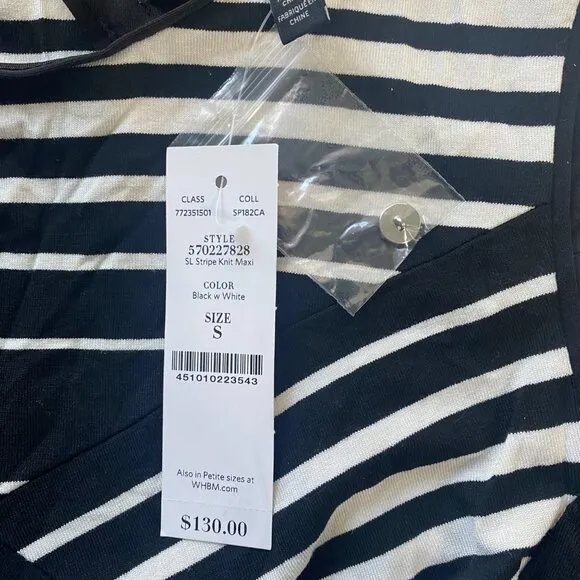 FABRIQUÉ EN
CHINE
CLASS COLL
772351501 SP182CA
STYLE
570227828
SL Stripe Knit Maxi
COLOR
Black w White
SIZE
S
451010223543
Also in Petite sizes at
WHBM.com
$130.00